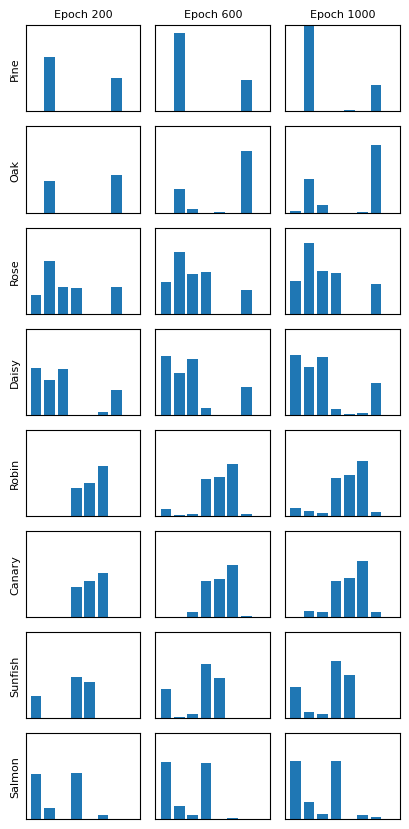 Epoch 200 Epoch 600 Epoch 1000
Pine
Oak
Rose
Daisy
Robin
Canary
Sunfish
Salmon